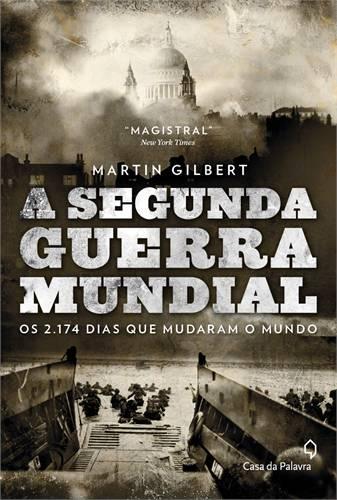 "MAGISTRAL"
New York Times
MARTIN GILBERT
A SEGUNDA
GUERRA
MUNDIAL
OS 2.174 DIAS QUE MUDARAM O MUNDO
Casa da Palavra